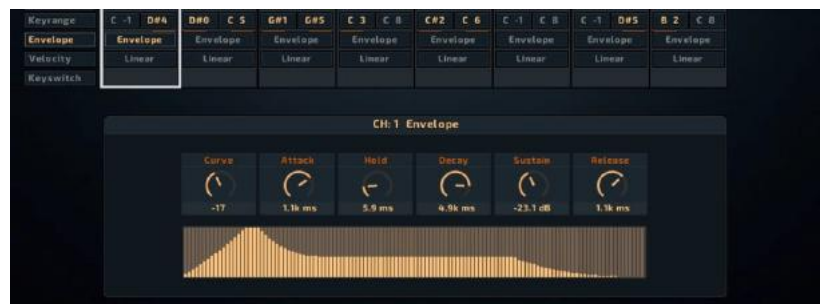 Keyrange C -1 D#4 D#0 C 5 G#1 G#5 C 3 C 8 C#2 C 6 C -1 C 8 C -1 D#5 B 2 C 8
Envelope Envelope Envelope Envelope Envelope Envelope Envelope Envelope Envelope
Velocity Linear Linear Linear Linear Linear Linear Linear Linear
Keyswitch
CH: 1 Envelope
Curve Attack Hold Decay Sustain Release
-17 1.1k ms 5.9 ms 4.9k ms -23.1 dB 1.1k ms